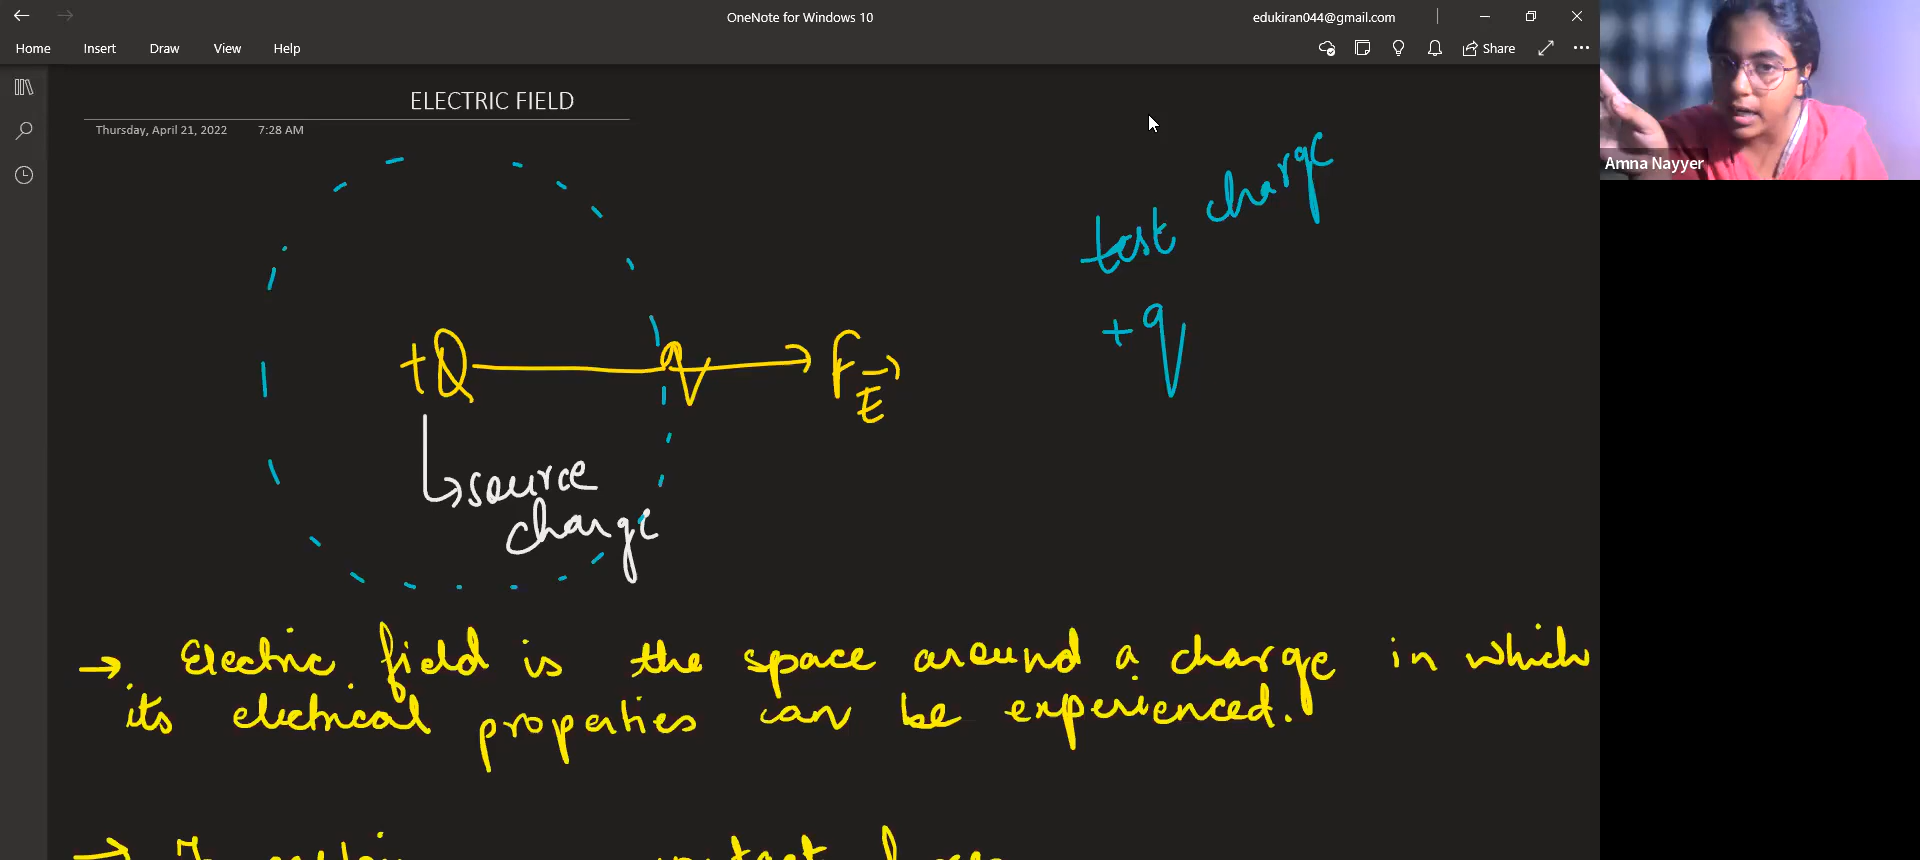 OneNote for Windows 10
edukiran044@gmail.com
Home Insert Draw View Help
Share
ELECTRIC FIELD
Thursday, April 21, 2022 7:28 AM
Amna Nayyer
test charge
+q
+Q q F
E
source
charge
→ Electric field is the space around a charge in which
its electrical properties can be experienced.